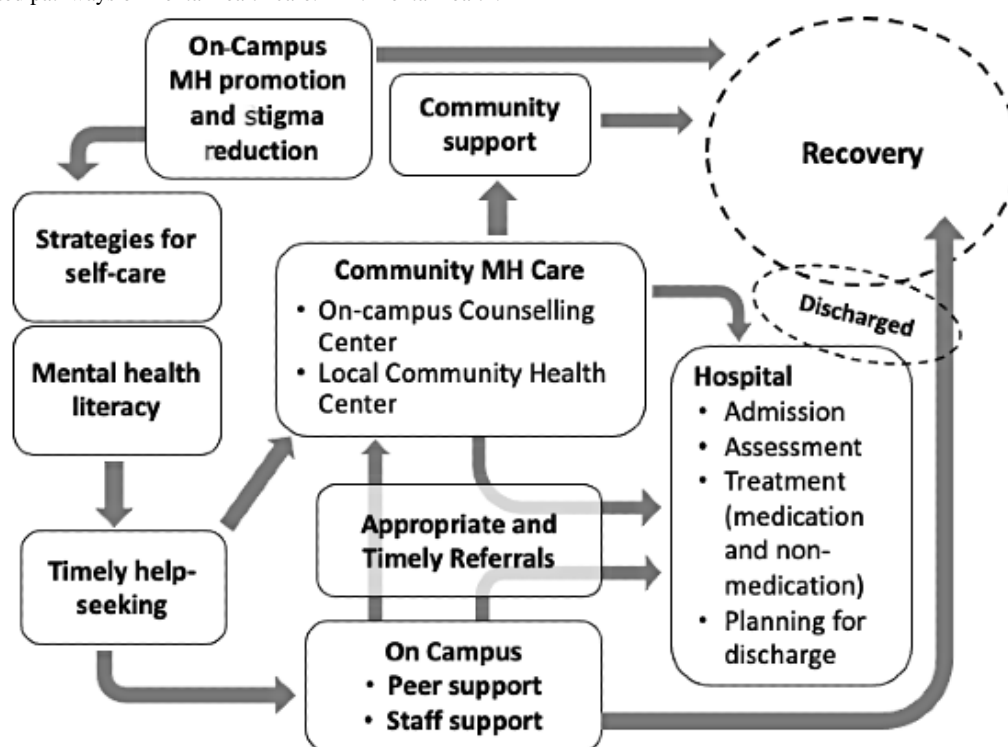 On-Campus
MH promotion
and stigma
reduction
Community
support
Recovery
Strategies for
self-care
Mental health
literacy
Community MH Care
• On-campus Counselling
Center
• Local Community Health
Center
Discharged
Hospital
• Admission
• Assessment
• Treatment
(medication
and non-
medication)
• Planning for
discharge
Appropriate and
Timely Referrals
Timely help-
seeking
On Campus
• Peer support
• Staff support